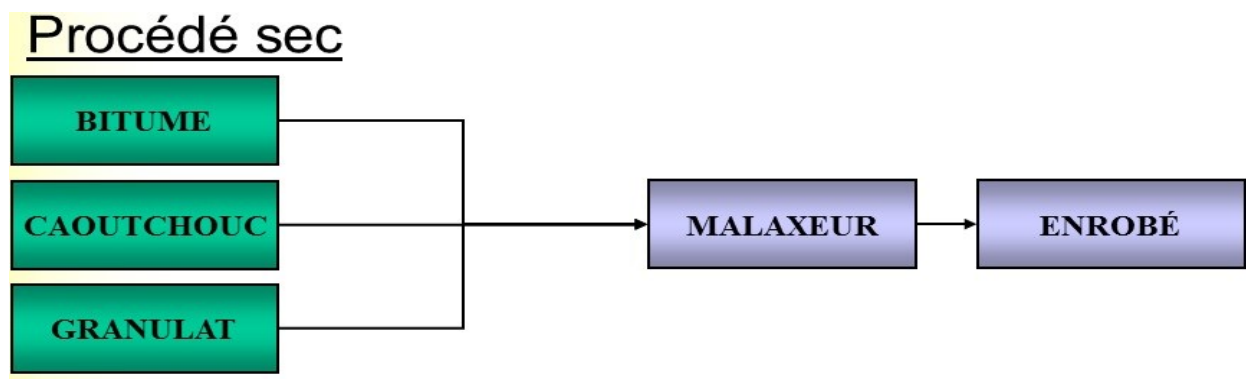 Procédé sec
BITUME
CAOUTCHOUC
MALAXEUR
ENROBÉ
GRANULAT